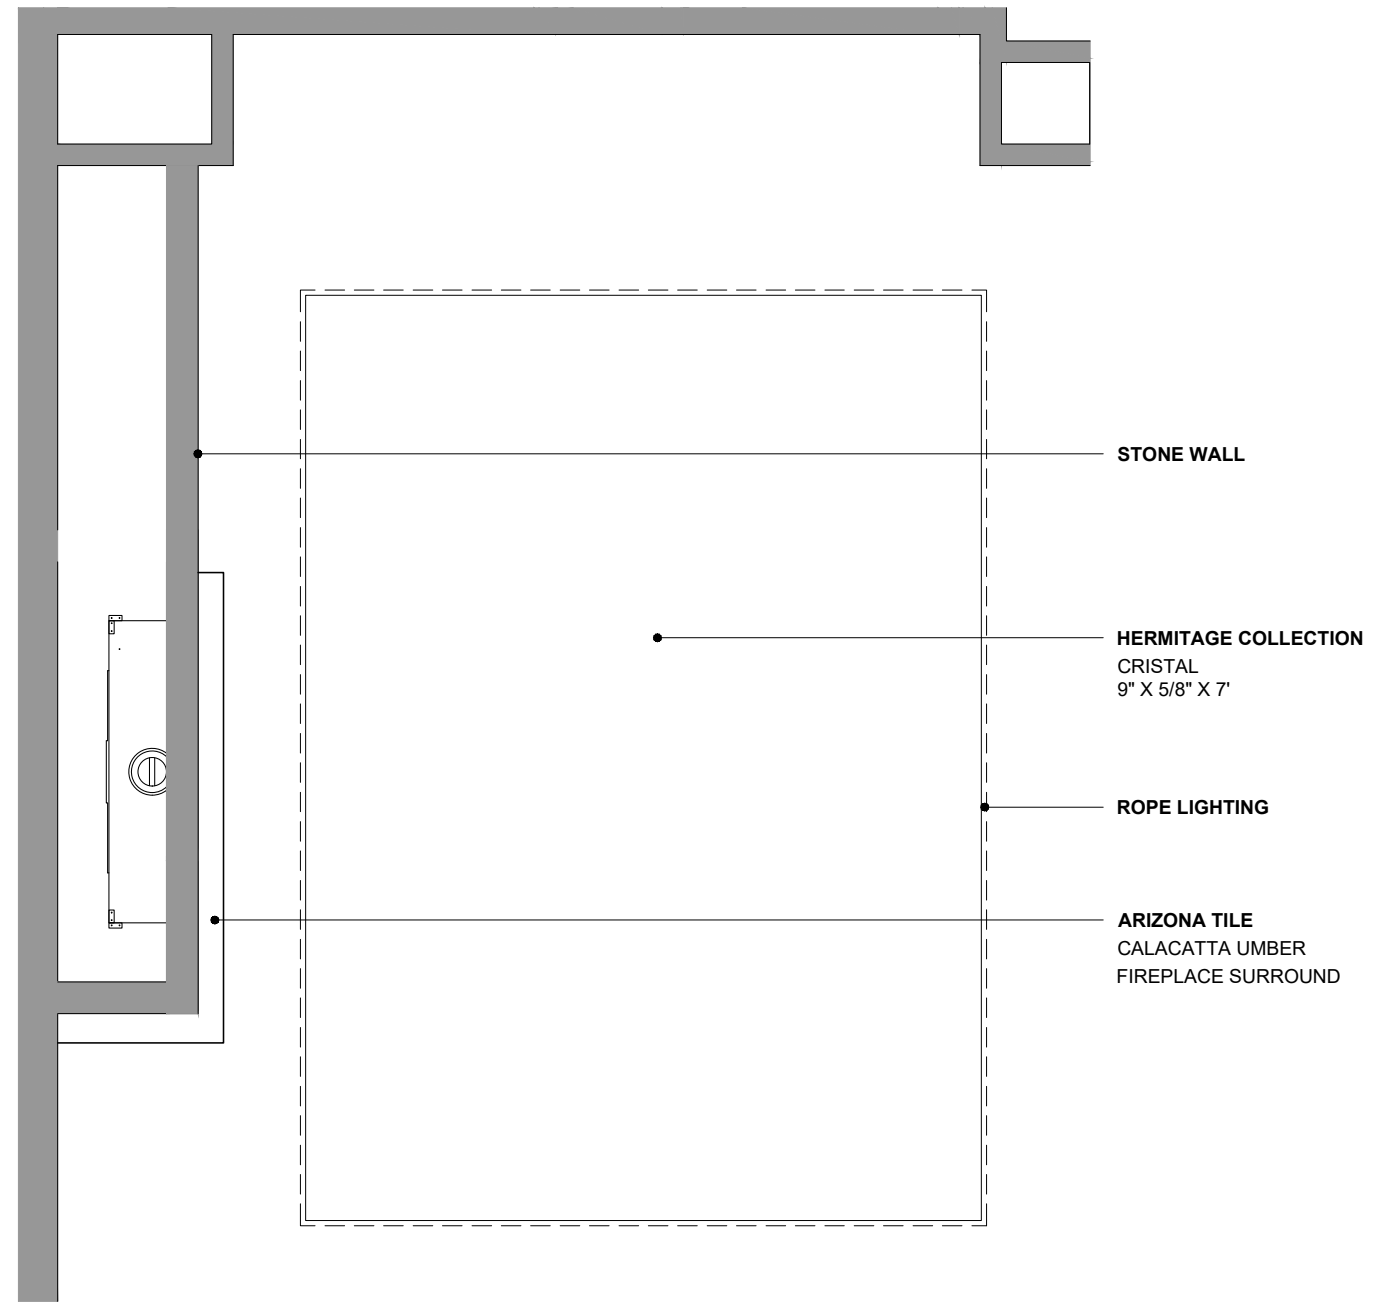 STONE WALL
HERMITAGE COLLECTION
CRISTAL
9" X 5/8" X 7'
ROPE LIGHTING
ARIZONA TILE
CALACATTA UMBER
FIREPLACE SURROUND